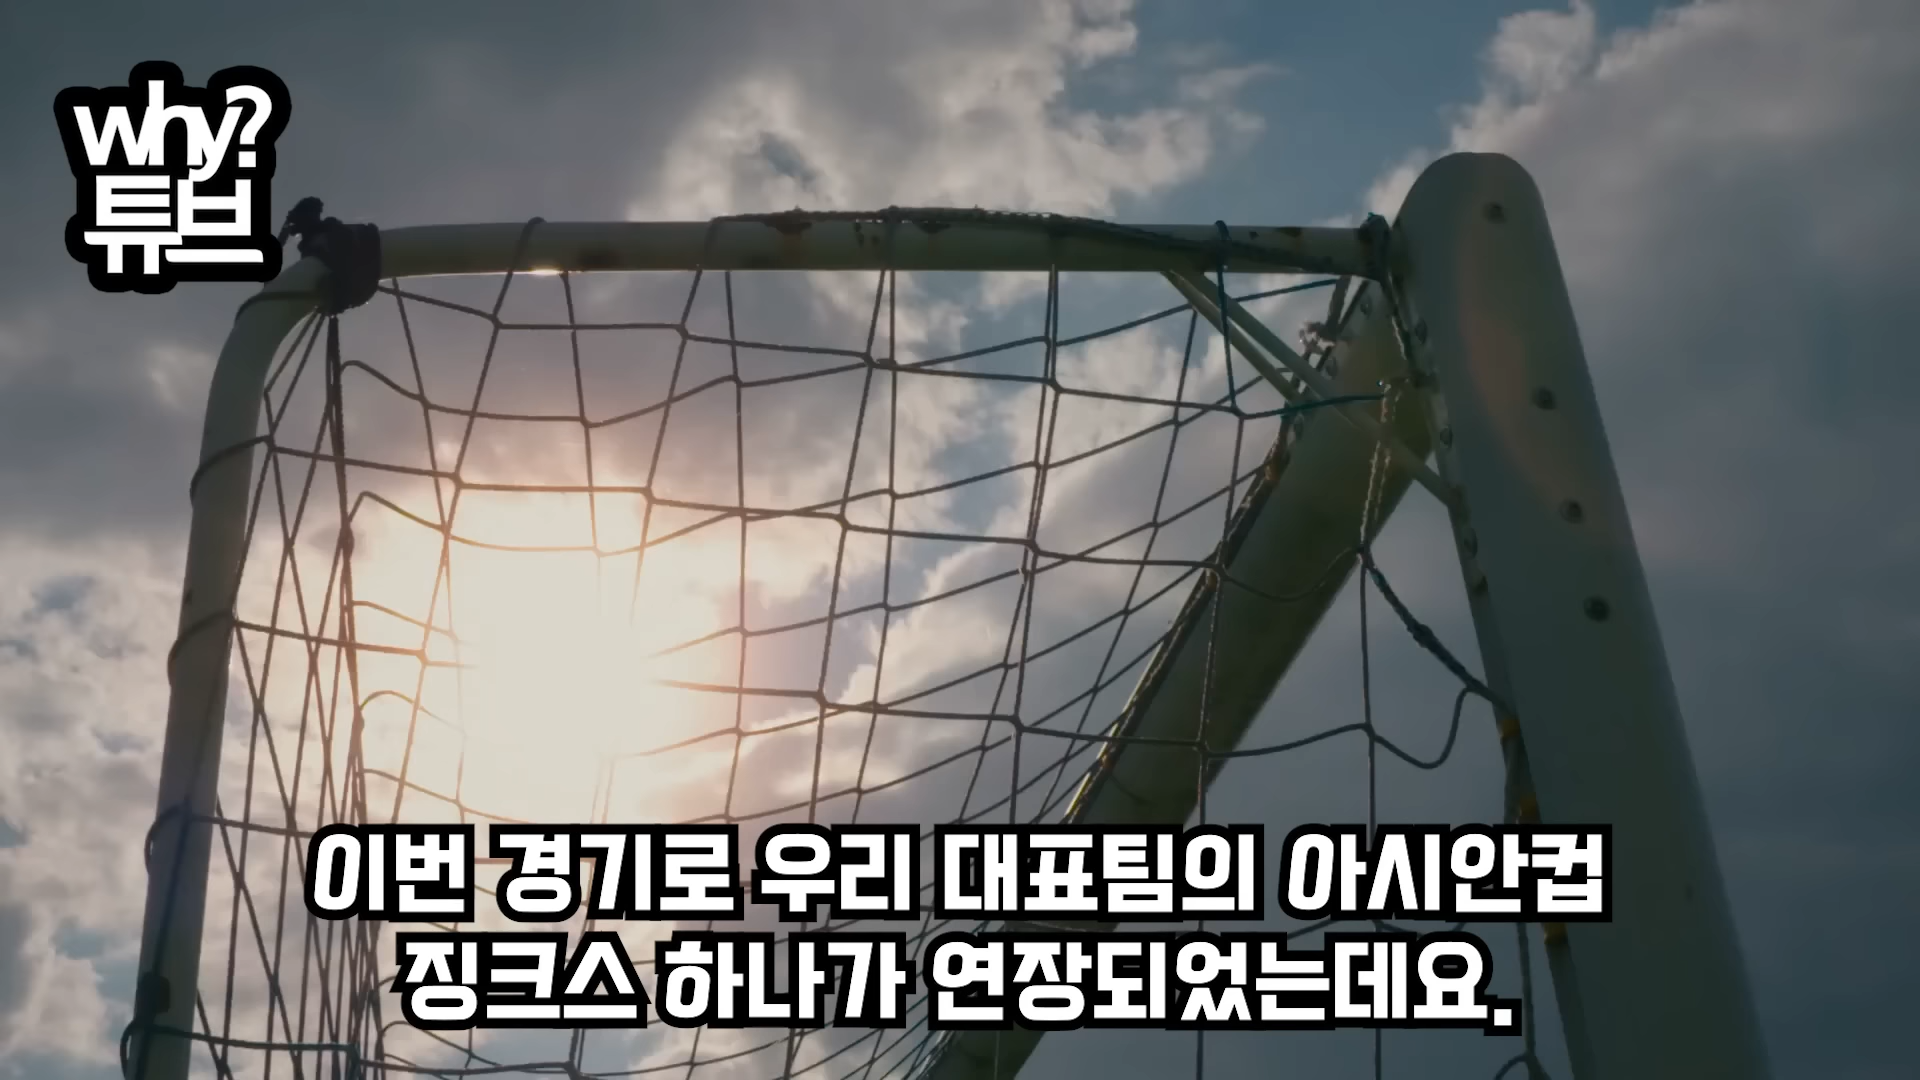 why?
튜브
이번 경기로 우리 대표팀의 아시안컵
징크스 하나가 연장되었는데요.